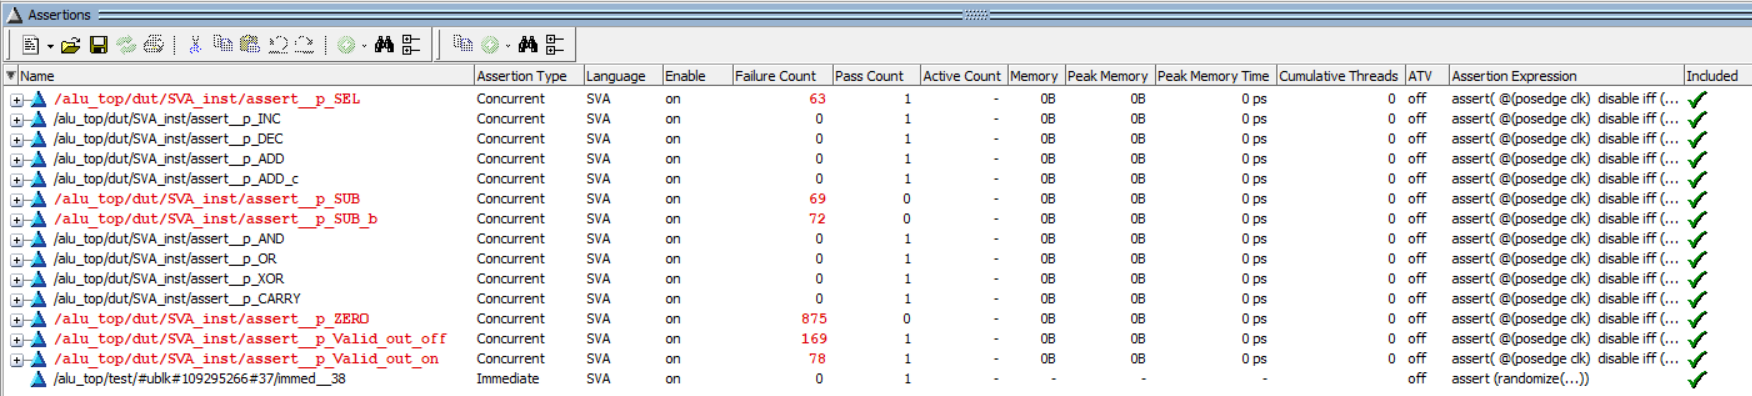 Assertions
Name Assertion Type Language Enable Failure Count Pass Count Active Count Memory Peak Memory Peak Memory Time Cumulative Threads ATV Assertion Expression Included
/alu_top/dut/SVA_inst/assert__p_SEL Concurrent SVA on 63 1 - 0B 0B 0 ps 0 off assert( @(posedge clk) disable iff (...
/alu_top/dut/SVA_inst/assert__p_INC Concurrent SVA on 0 1 - 0B 0B 0 ps 0 off assert( @(posedge clk) disable iff (...
/alu_top/dut/SVA_inst/assert__p_DEC Concurrent SVA on 0 1 - 0B 0B 0 ps 0 off assert( @(posedge clk) disable iff (...
/alu_top/dut/SVA_inst/assert__p_ADD Concurrent SVA on 0 1 - 0B 0B 0 ps 0 off assert( @(posedge clk) disable iff (...
/alu_top/dut/SVA_inst/assert__p_ADD_c Concurrent SVA on 0 1 - 0B 0B 0 ps 0 off assert( @(posedge clk) disable iff (...
/alu_top/dut/SVA_inst/assert__p_SUB Concurrent SVA on 69 0 - 0B 0B 0 ps 0 off assert( @(posedge clk) disable iff (...
/alu_top/dut/SVA_inst/assert__p_SUB_b Concurrent SVA on 72 0 - 0B 0B 0 ps 0 off assert( @(posedge clk) disable iff (...
/alu_top/dut/SVA_inst/assert__p_AND Concurrent SVA on 0 1 - 0B 0B 0 ps 0 off assert( @(posedge clk) disable iff (...
/alu_top/dut/SVA_inst/assert__p_OR Concurrent SVA on 0 1 - 0B 0B 0 ps 0 off assert( @(posedge clk) disable iff (...
/alu_top/dut/SVA_inst/assert__p_XOR Concurrent SVA on 0 1 - 0B 0B 0 ps 0 off assert( @(posedge clk) disable iff (...
/alu_top/dut/SVA_inst/assert__p_CARRY Concurrent SVA on 0 1 - 0B 0B 0 ps 0 off assert( @(posedge clk) disable iff (...
/alu_top/dut/SVA_inst/assert__p_ZERO Concurrent SVA on 875 0 - 0B 0B 0 ps 0 off assert( @(posedge clk) disable iff (...
/alu_top/dut/SVA_inst/assert__p_Valid_out_off Concurrent SVA on 169 1 - 0B 0B 0 ps 0 off assert( @(posedge clk) disable iff (...
/alu_top/dut/SVA_inst/assert__p_Valid_out_on Concurrent SVA on 78 1 - 0B 0B 0 ps 0 off assert( @(posedge clk) disable iff (...
/alu_top/test/#ublk#109295266#37/immed__38 Immediate SVA on 0 1 - - - - off assert (randomize(...))